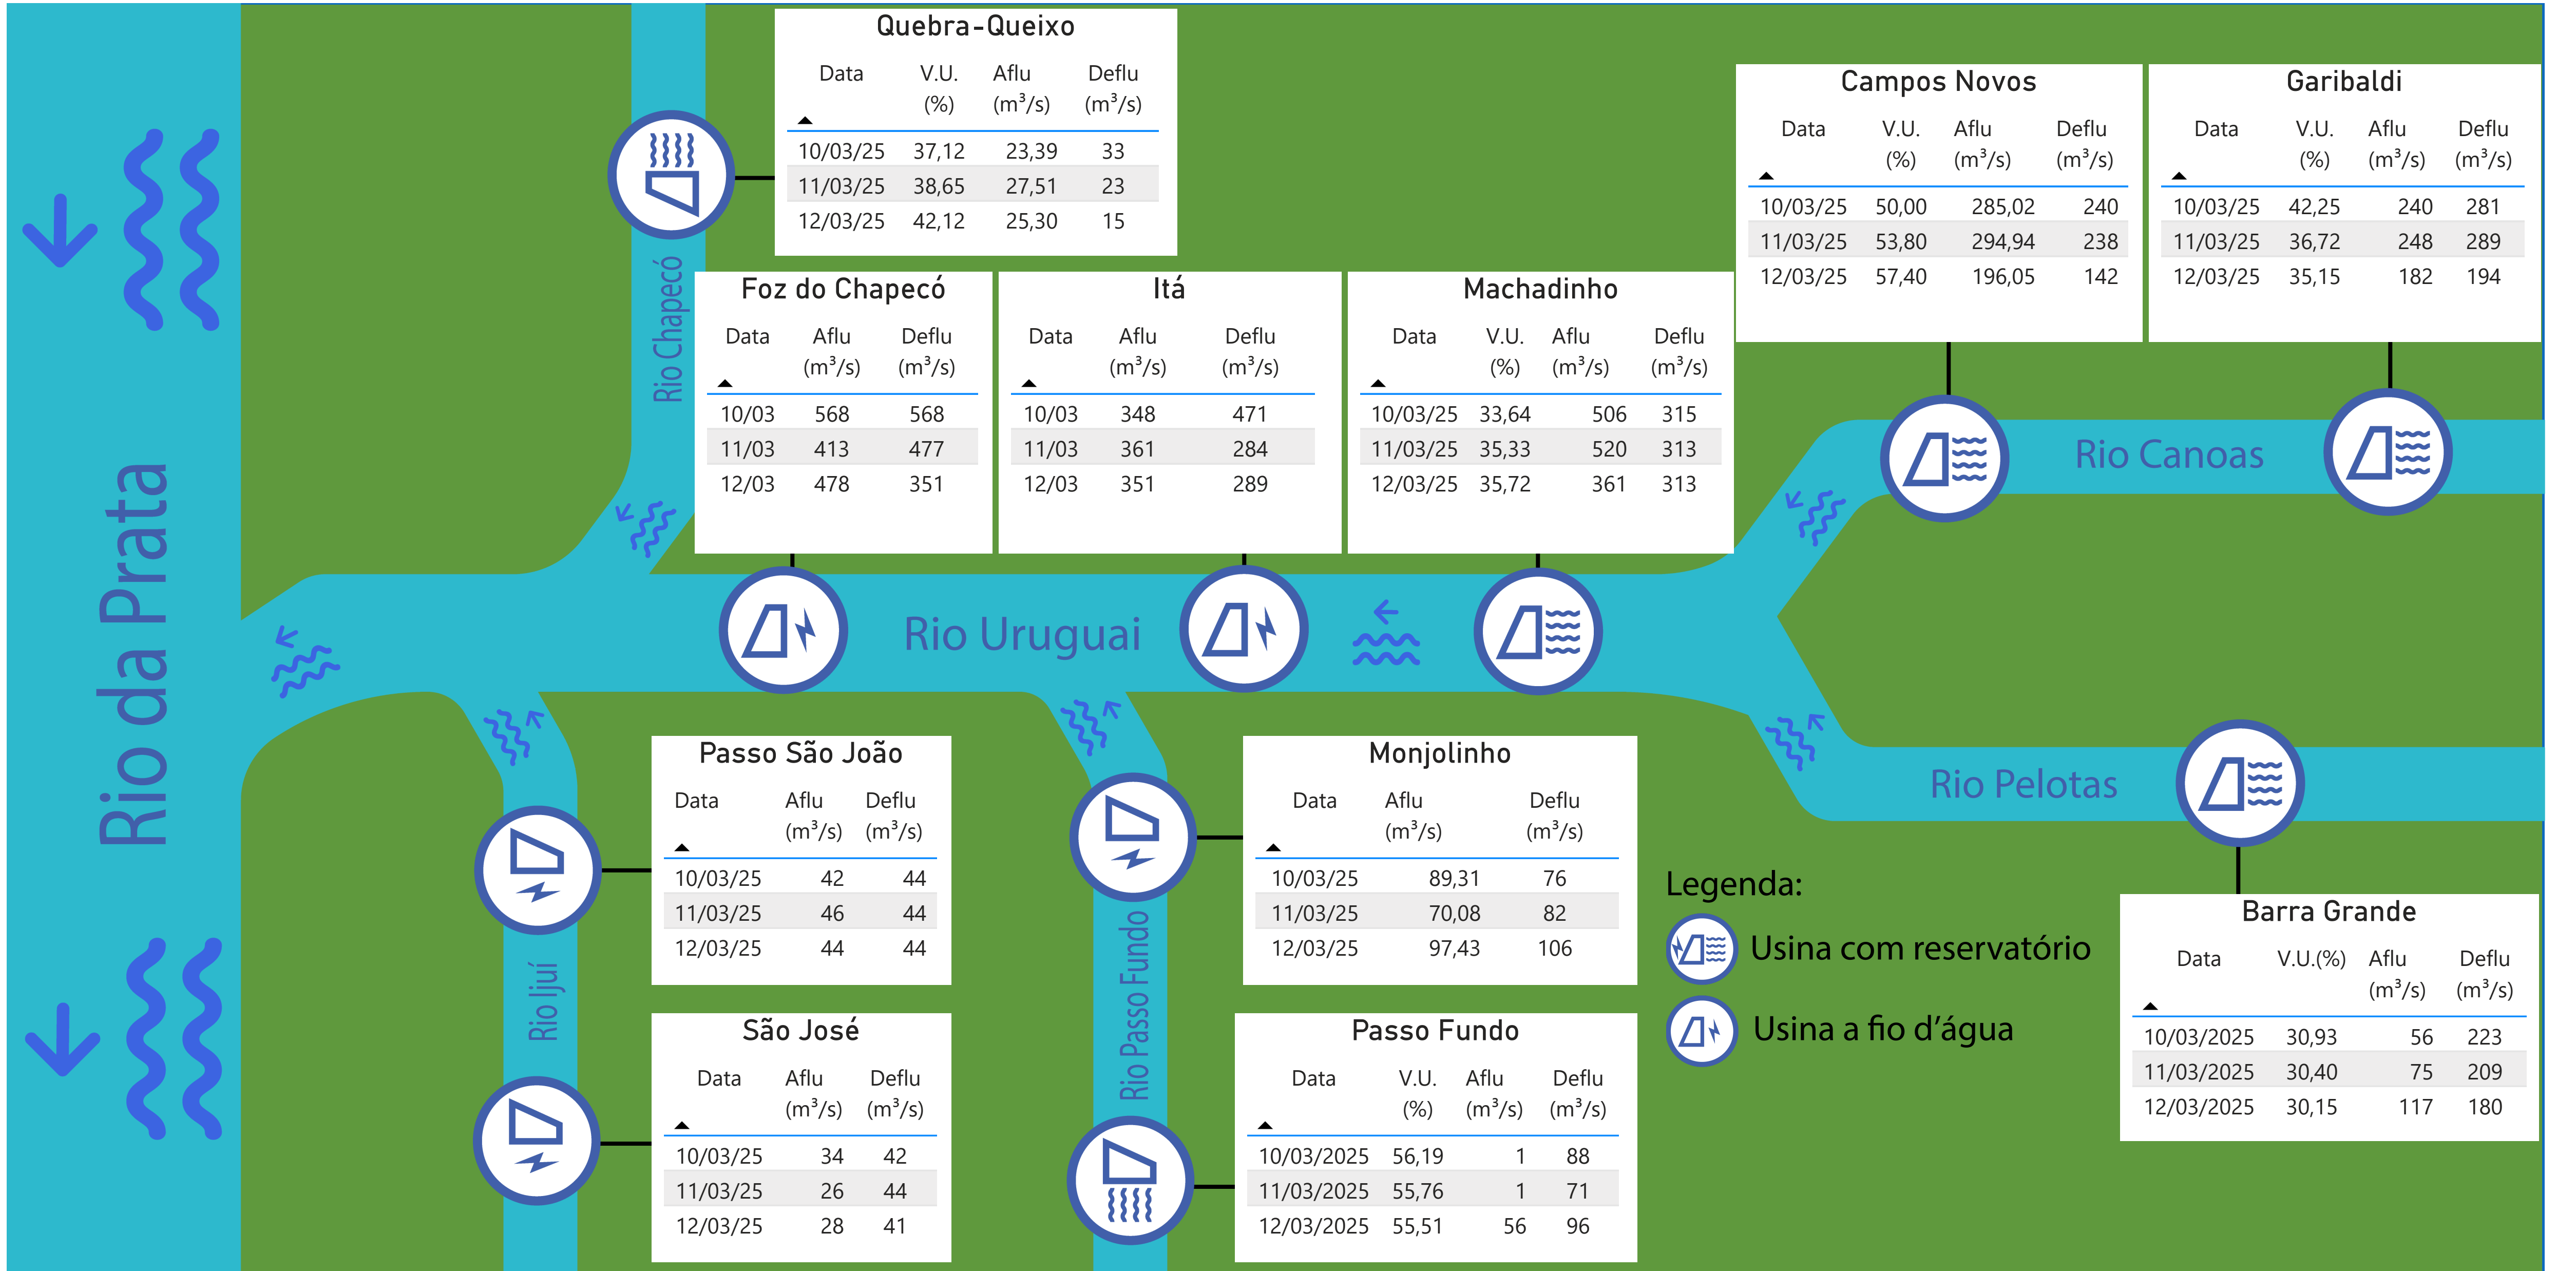 Quebra-Queixo
Data V.U. (%) Aflu (m³/s) Deflu (m³/s)
10/03/25 37,12 23,39 33
11/03/25 38,65 27,51 23
12/03/25 42,12 25,30 15
Campos Novos
Data V.U. (%) Aflu (m³/s) Deflu (m³/s)
10/03/25 50,00 285,02 240
11/03/25 53,80 294,94 238
12/03/25 57,40 196,05 142
Garibaldi
Data V.U. (%) Aflu (m³/s) Deflu (m³/s)
10/03/25 42,25 240 281
11/03/25 36,72 248 289
12/03/25 35,15 182 194
Rio Chapecó
Foz do Chapecó
Data Aflu (m³/s) Deflu (m³/s)
10/03 568 568
11/03 413 477
12/03 478 351
Itá
Data Aflu (m³/s) Deflu (m³/s)
10/03 348 471
11/03 361 284
12/03 351 289
Machadinho
Data V.U. (%) Aflu (m³/s) Deflu (m³/s)
10/03/25 33,64 506 315
11/03/25 35,33 520 313
12/03/25 35,72 361 313
Rio Canoas
Rio da Prata
Rio Uruguai
Rio Pelotas
Passo São João
Data Aflu (m³/s) Deflu (m³/s)
10/03/25 42 44
11/03/25 46 44
12/03/25 44 44
Monjolinho
Data Aflu (m³/s) Deflu (m³/s)
10/03/25 89,31 76
11/03/25 70,08 82
12/03/25 97,43 106
Legenda:
Usina com reservatório
Usina a fio d’água
Barra Grande
Data V.U.(%) Aflu (m³/s) Deflu (m³/s)
10/03/2025 30,93 56 223
11/03/2025 30,40 75 209
12/03/2025 30,15 117 180
Rio Ijuí
São José
Data Aflu (m³/s) Deflu (m³/s)
10/03/25 34 42
11/03/25 26 44
12/03/25 28 41
Rio Passo Fundo
Passo Fundo
Data V.U. (%) Aflu (m³/s) Deflu (m³/s)
10/03/2025 56,19 1 88
11/03/2025 55,76 1 71
12/03/2025 55,51 56 96